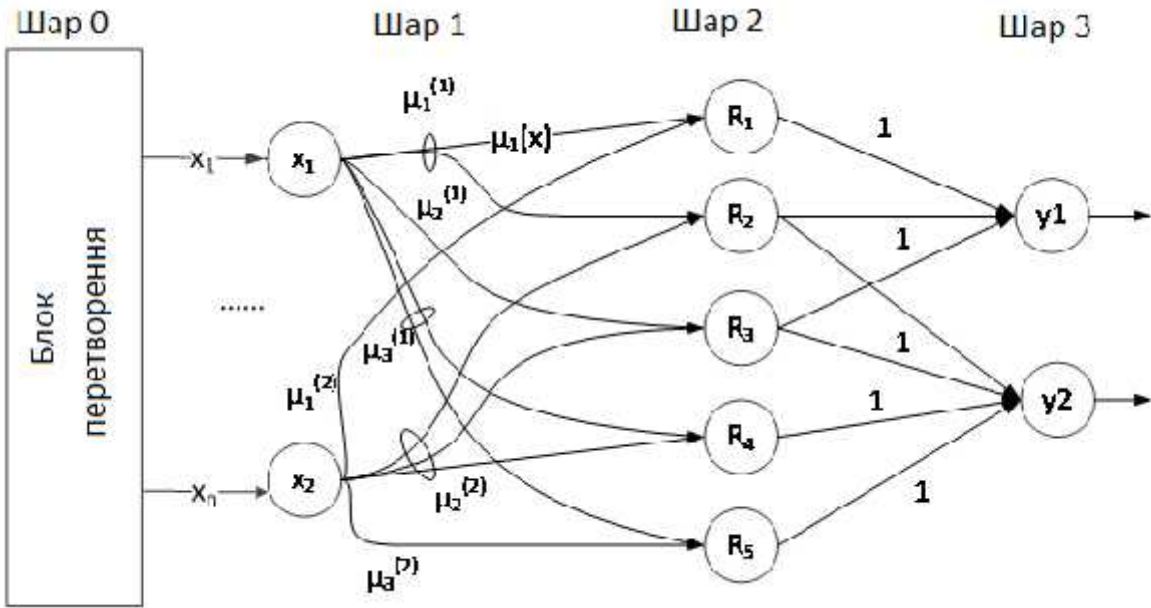 Шар 0
Шар 1
Шар 2
Шар 3
Блок
перетворення
x₁
x₁
μ₁⁽¹⁾
μ₁(x)
μ₂⁽¹⁾
......
μ₃⁽¹⁾
μ₁⁽²⁾
xₙ
x₂
μ₂⁽²⁾
μ₃⁽²⁾
R₁
R₂
R₃
R₄
R₅
1
1
1
1
1
y1
y2